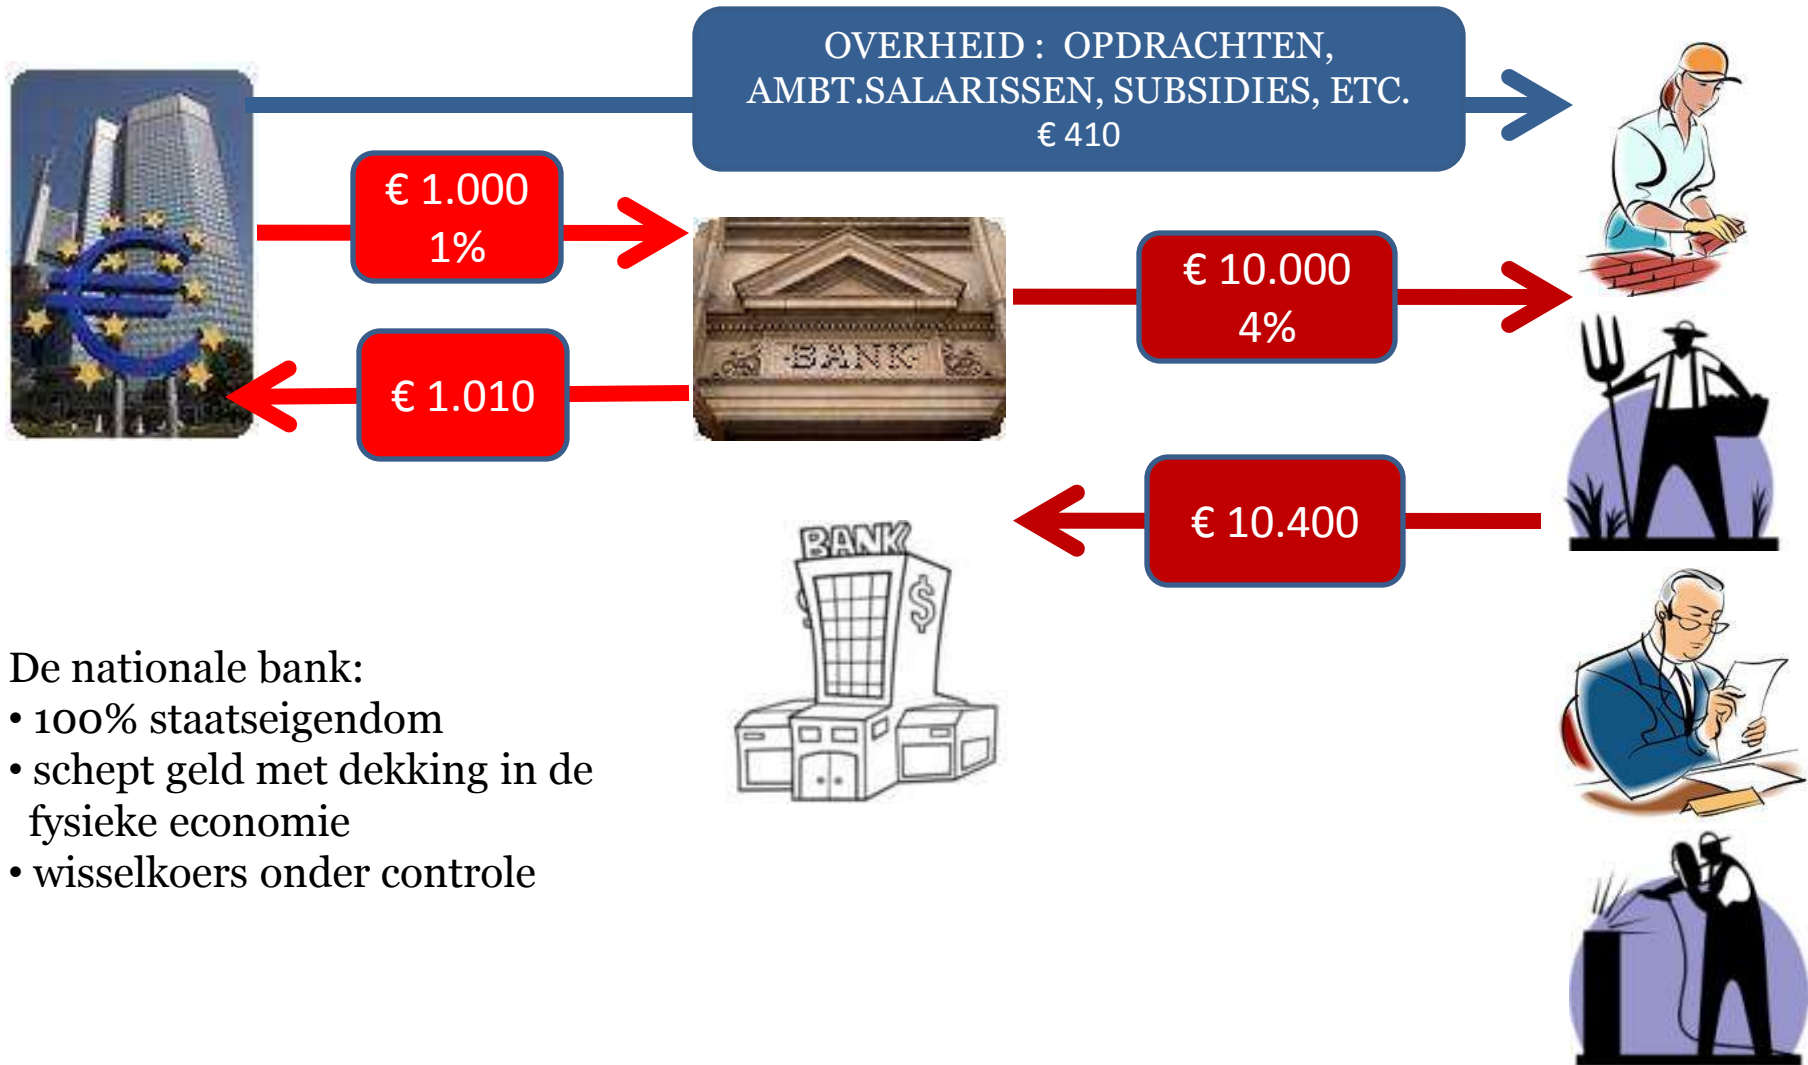 OVERHEID :  OPDRACHTEN,
AMBT.SALARISSEN, SUBSIDIES, ETC.
€ 410
€ 1.000
1%
€ 10.000
4%
BANK
€ 1.010
€ 10.400
BANK
$
De nationale bank:
• 100% staatseigendom
• schept geld met dekking in de
fysieke economie
• wisselkoers onder controle